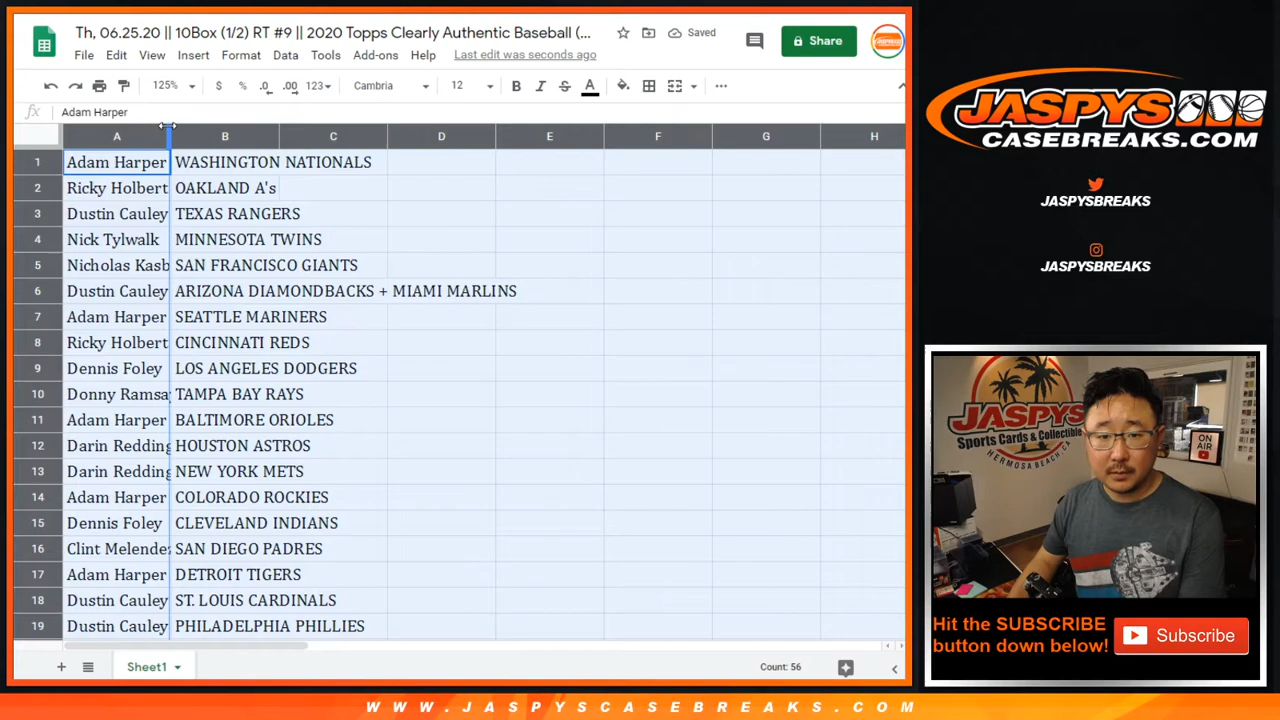 Th, 06.25.20 || 10Box (1/2) RT #9 || 2020 Topps Clearly Authentic Baseball (...
Saved
Share
JASPYS
File Edit View Insert Format Data Tools Add-ons Help Last edit was seconds ago
125% $ % .0 .00 123 Cambria 12 B I S A
fx Adam Harper
A B C D E F G H
1 Adam Harper WASHINGTON NATIONALS
2 Ricky Holbert OAKLAND A's
3 Dustin Cauley TEXAS RANGERS
4 Nick Tylwalk MINNESOTA TWINS
5 Nicholas Kasb SAN FRANCISCO GIANTS
6 Dustin Cauley ARIZONA DIAMONDBACKS + MIAMI MARLINS
7 Adam Harper SEATTLE MARINERS
8 Ricky Holbert CINCINNATI REDS
9 Dennis Foley LOS ANGELES DODGERS
10 Donny Ramsay TAMPA BAY RAYS
11 Adam Harper BALTIMORE ORIOLES
12 Darin Redding HOUSTON ASTROS
13 Darin Redding NEW YORK METS
14 Adam Harper COLORADO ROCKIES
15 Dennis Foley CLEVELAND INDIANS
16 Clint Melendez SAN DIEGO PADRES
17 Adam Harper DETROIT TIGERS
18 Dustin Cauley ST. LOUIS CARDINALS
19 Dustin Cauley PHILADELPHIA PHILLIES
Sheet1
Count: 56
JASPYS
CASEBREAKS.COM
JASPYSBREAKS
JASPYSBREAKS
JASPYS
Sports Cards & Collectible
HERMOSA BEACH, CA
ON AIR
Hit the SUBSCRIBE
button down below!
Subscribe
WWW.JASPYSCASEBREAKS.COM